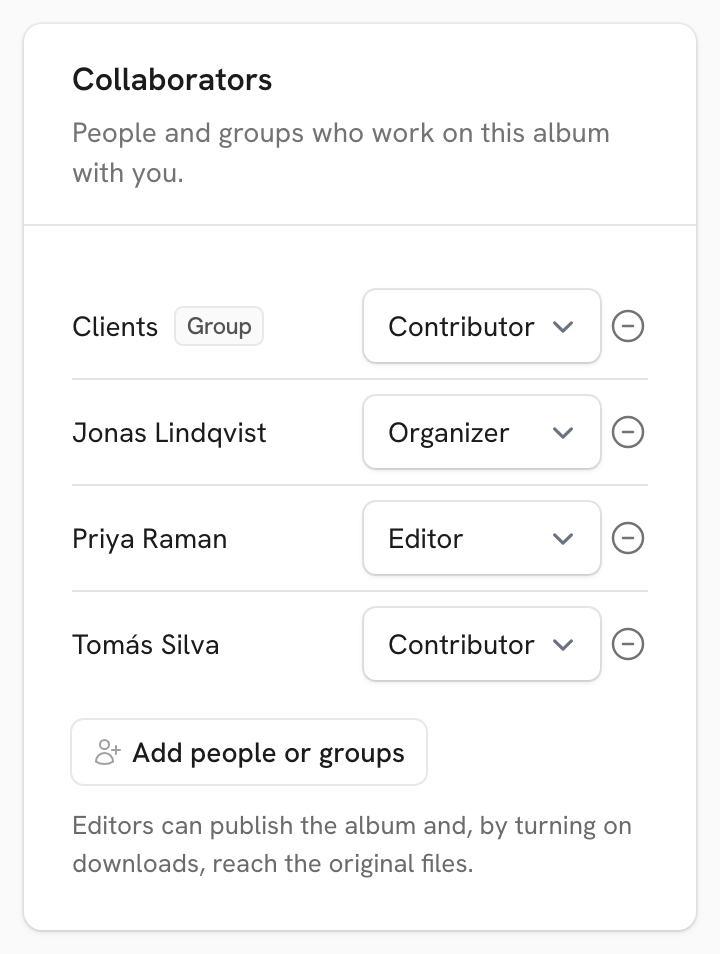 Collaborators
People and groups who work on this album
with you.
Clients Group Contributor
Jonas Lindqvist Organizer
Priya Raman Editor
Tomás Silva Contributor
Add people or groups
Editors can publish the album and, by turning on
downloads, reach the original files.